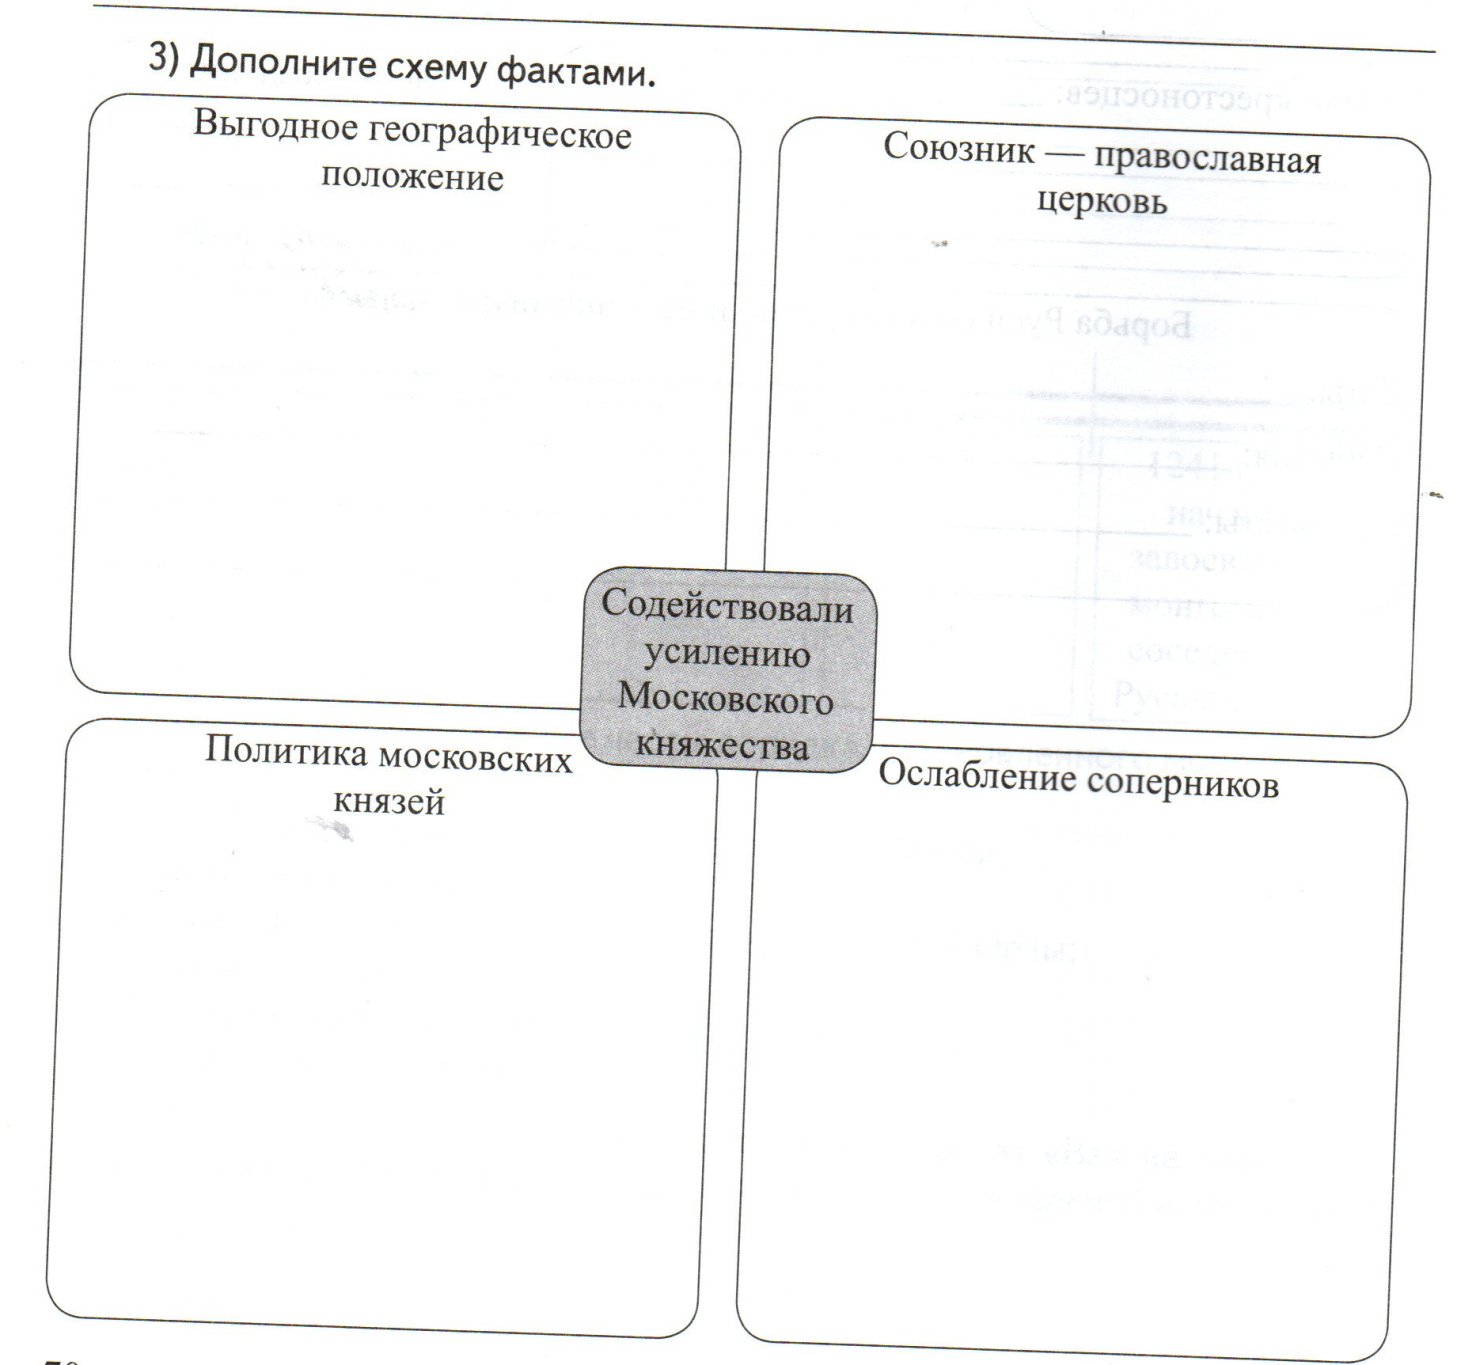 3) Дополните схему фактами.
Выгодное географическое
положение
Союзник — православная
церковь
Содействовали
усилению
Московского
княжества
Политика московских
князей
Ослабление соперников